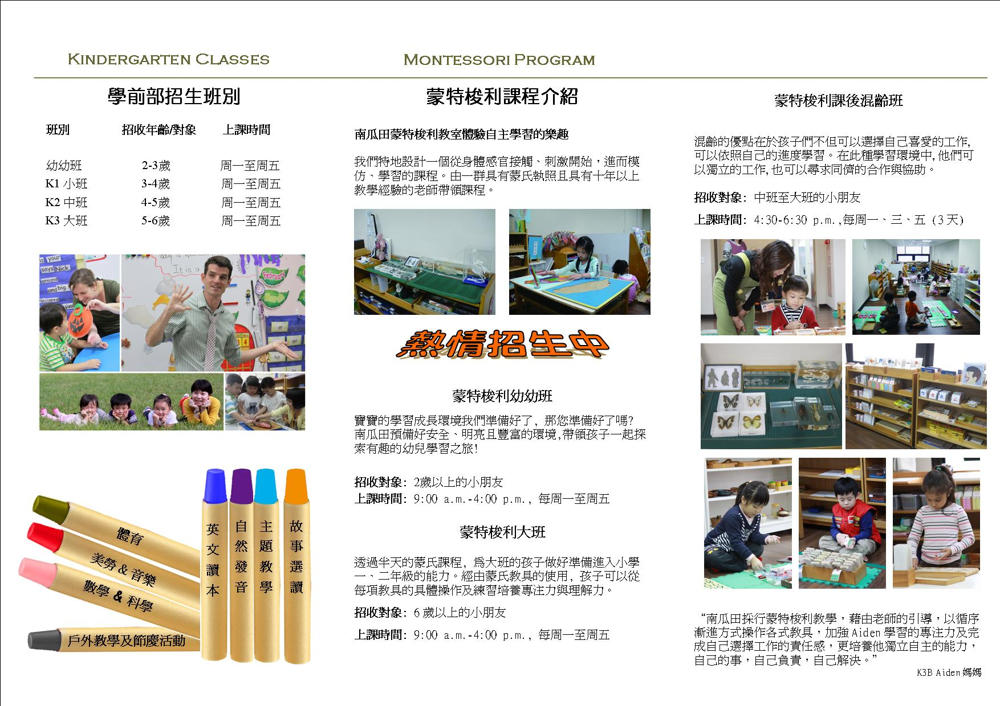 KINDERGARTEN CLASSES
學前部招生班別
班別 招收年齡/對象 上課時間
幼幼班 2-3歲 周一至周五
K1 小班 3-4歲 周一至周五
K2 中班 4-5歲 周一至周五
K3 大班 5-6歲 周一至周五
is your
says Nick.
around
and big
Today is Wednesday
It is a
February
March
體育
美勞 & 音樂
數學 & 科學
戶外教學及節慶活動
英文讀本
自然發音
主題教學
故事選讀
MONTESSORI PROGRAM
蒙特梭利課程介紹
南瓜田蒙特梭利教室體驗自主學習的樂趣
我們特地設計一個從身體感官接觸、刺激開始，進而模
仿、學習的課程。由一群具有蒙氏執照且具有十年以上
教學經驗的老師帶領課程。
熱情招生中
蒙特梭利幼幼班
寶寶的學習成長環境我們準備好了, 那您準備好了嗎?
南瓜田預備好安全、明亮且豐富的環境,帶領孩子一起探
索有趣的幼兒學習之旅!
招收對象: 2歲以上的小朋友
上課時間: 9:00 a.m.-4:00 p.m., 每周一至周五
蒙特梭利大班
透過半天的蒙氏課程, 為大班的孩子做好準備進入小學
一、二年級的能力。經由蒙氏教具的使用, 孩子可以從
每項教具的具體操作及練習培養專注力與理解力。
招收對象: 6 歲以上的小朋友
上課時間: 9:00 a.m.-4:00 p.m., 每周一至周五
蒙特梭利課後混齡班
混齡的優點在於孩子們不但可以選擇自己喜愛的工作,
可以依照自己的進度學習。在此種學習環境中, 他們可
以獨立的工作, 也可以尋求同儕的合作與協助。
招收對象: 中班至大班的小朋友
上課時間: 4:30-6:30 p.m.,每周一、三、五 (3 天)
“南瓜田採行蒙特梭利教學，藉由老師的引導，以循序
漸進方式操作各式教具，加強 Aiden 學習的專注力及完
成自己選擇工作的責任感，更培養他獨立自主的能力，
自己的事，自己負責，自己解決。”
K3B Aiden 媽媽